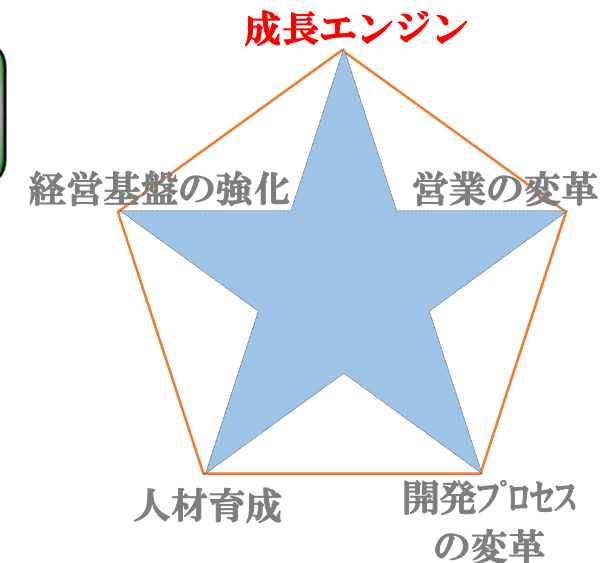 成長エンジン
経営基盤の強化
営業の変革
人材育成
開発ﾌﾟﾛｾｽ
の変革